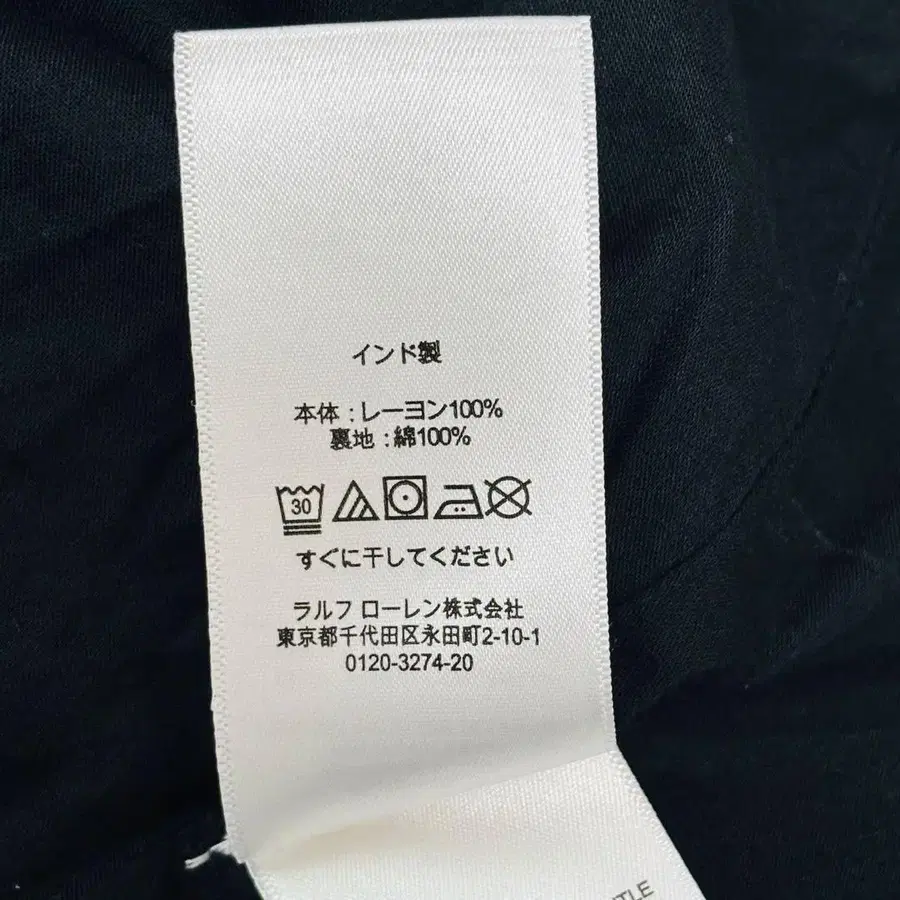 インド製
本体 : レーヨン100%
裏地 : 綿100%
30
すぐに干してください
ラルフ ローレン株式会社
東京都千代田区永田町2-10-1
0120-3274-20